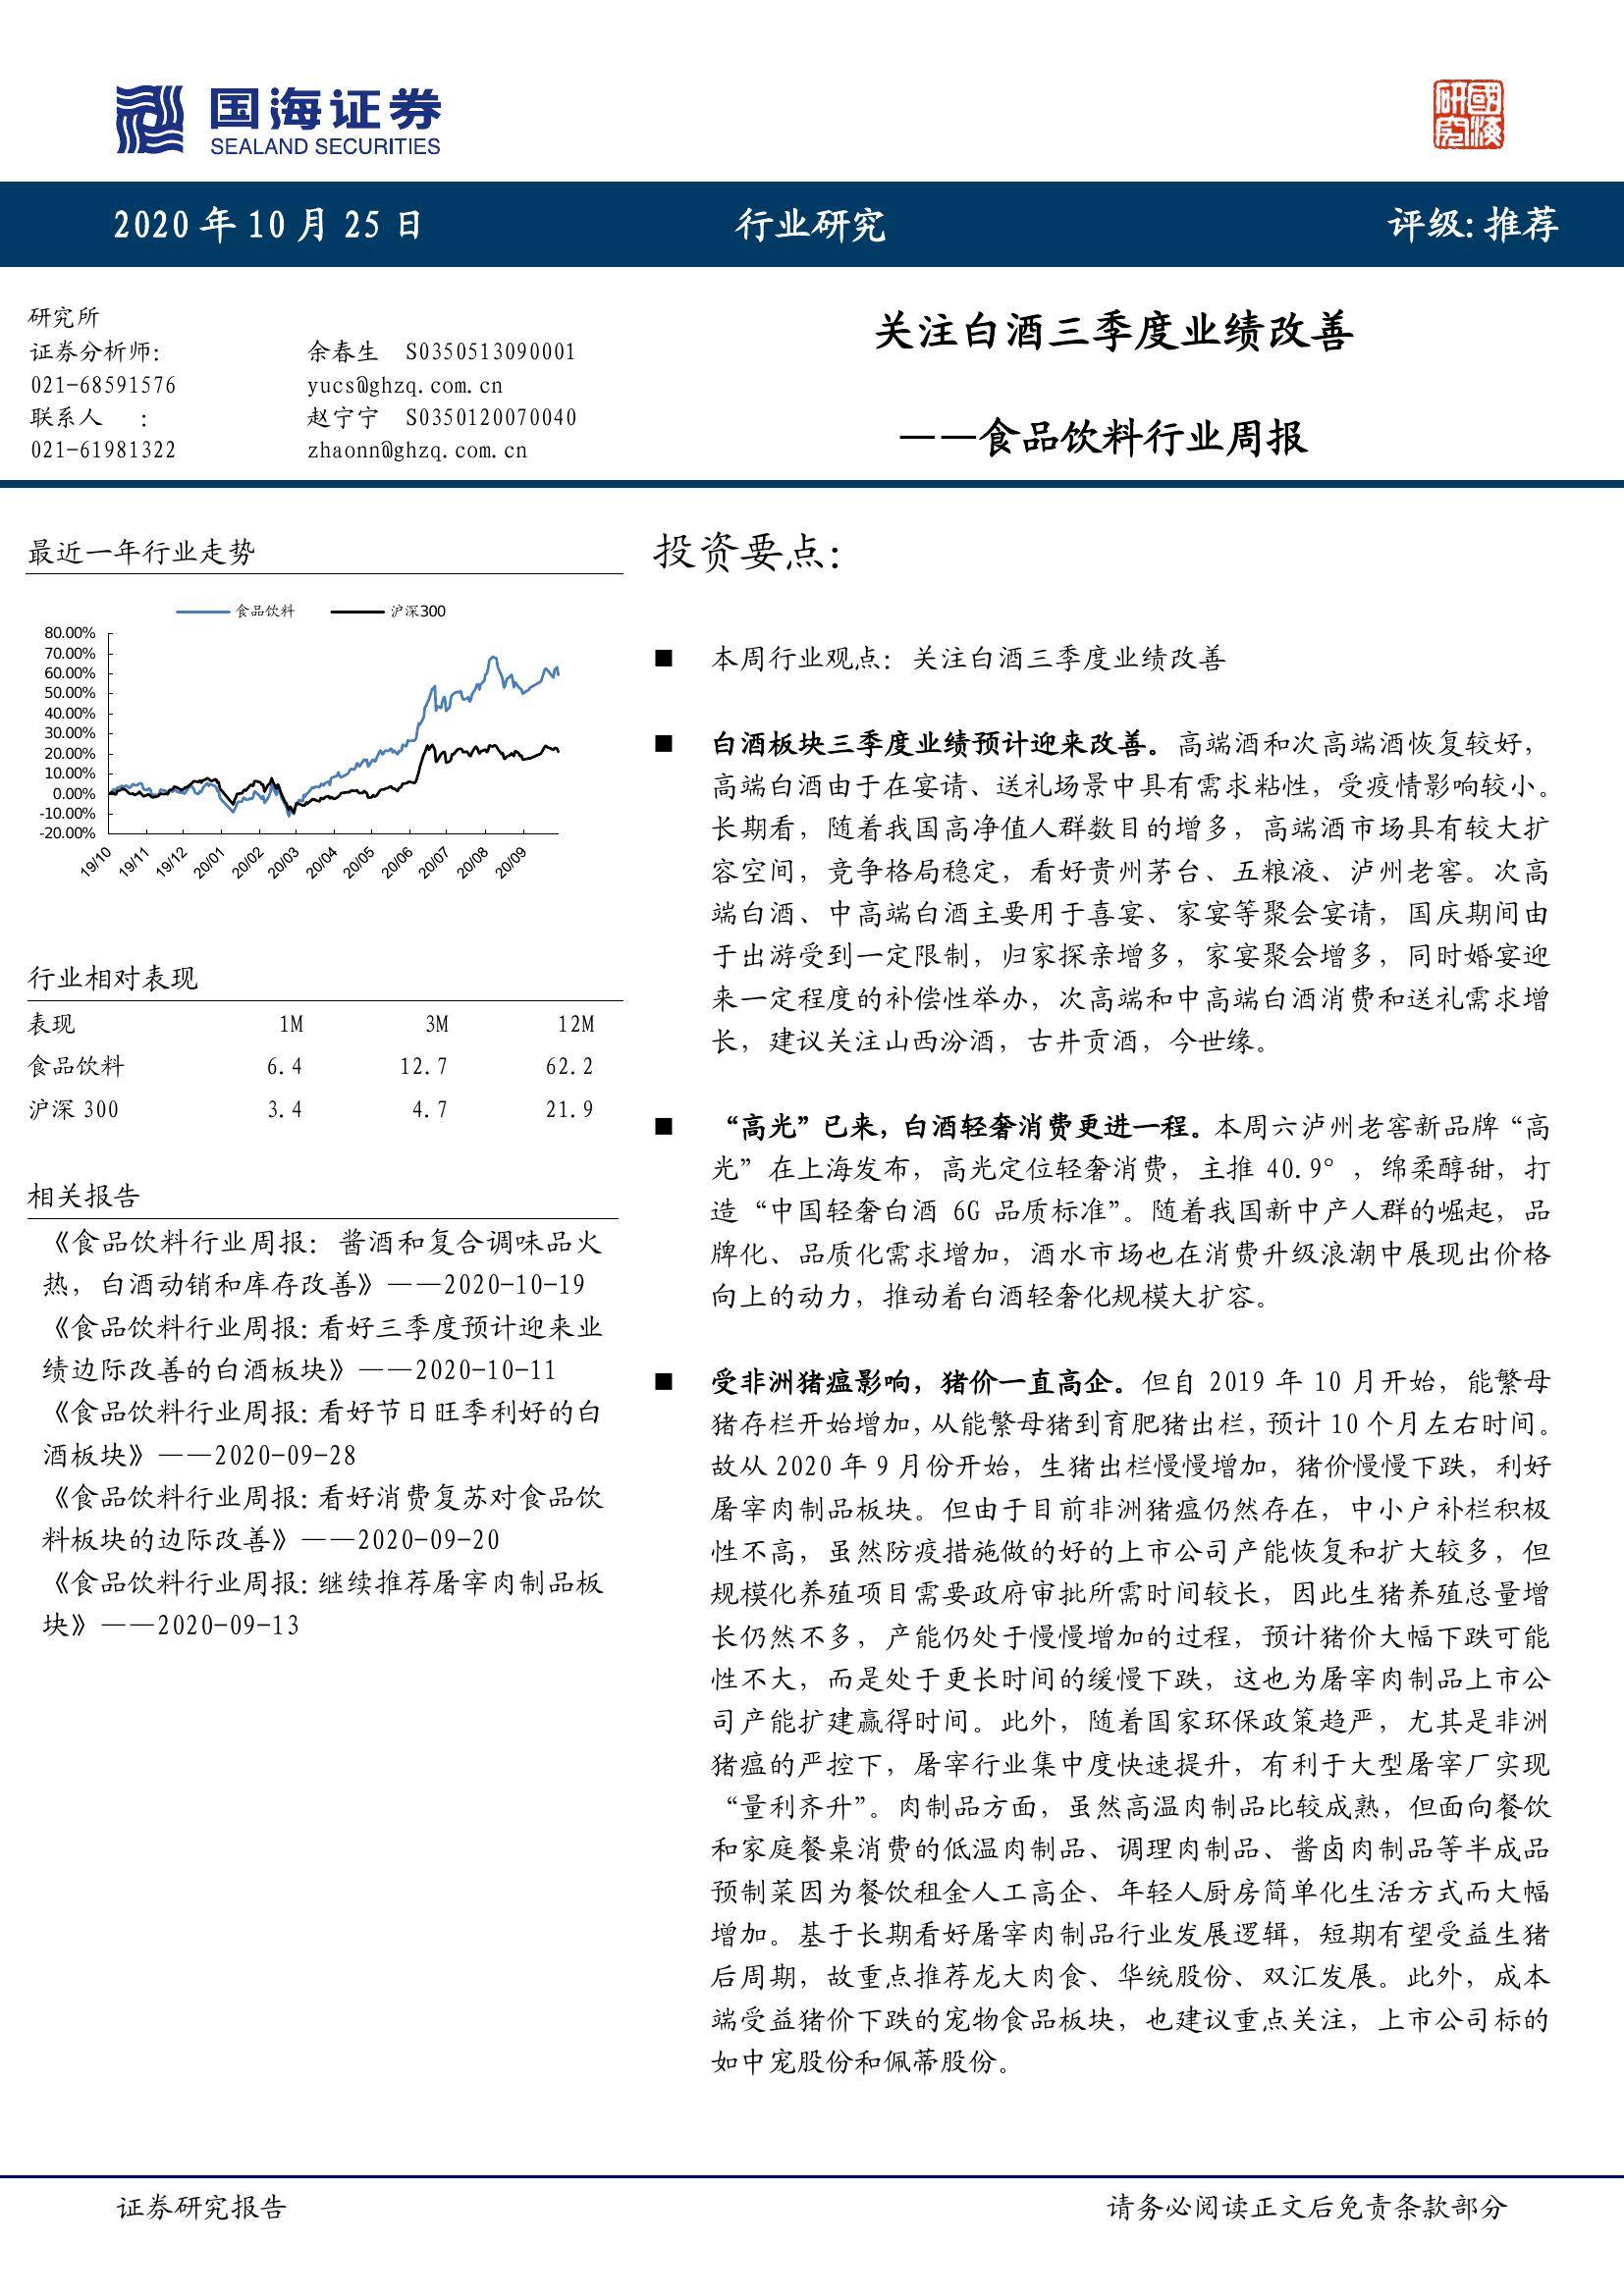 国海证券
SEALAND SECURITIES
國海研究
2020 年 10 月 25 日
行业研究
评级:推荐
研究所
证券分析师: 余春生 S0350513090001
021-68591576 yucs@ghzq.com.cn
联系人 : 赵宁宁 S0350120070040
021-61981322 zhaonn@ghzq.com.cn
关注白酒三季度业绩改善
——食品饮料行业周报
最近一年行业走势
食品饮料 沪深300
80.00%
70.00%
60.00%
50.00%
40.00%
30.00%
20.00%
10.00%
0.00%
-10.00%
-20.00%
19/10 19/11 19/12 20/01 20/02 20/03 20/04 20/05 20/06 20/07 20/08 20/09
行业相对表现
表现 1M 3M 12M
食品饮料 6.4 12.7 62.2
沪深 300 3.4 4.7 21.9
相关报告
《食品饮料行业周报：酱酒和复合调味品火
热，白酒动销和库存改善》——2020-10-19
《食品饮料行业周报:看好三季度预计迎来业
绩边际改善的白酒板块》——2020-10-11
《食品饮料行业周报:看好节日旺季利好的白
酒板块》——2020-09-28
《食品饮料行业周报:看好消费复苏对食品饮
料板块的边际改善》——2020-09-20
《食品饮料行业周报:继续推荐屠宰肉制品板
块》——2020-09-13
投资要点：
■ 本周行业观点：关注白酒三季度业绩改善
■ 白酒板块三季度业绩预计迎来改善。高端酒和次高端酒恢复较好，
高端白酒由于在宴请、送礼场景中具有需求粘性，受疫情影响较小。
长期看，随着我国高净值人群数目的增多，高端酒市场具有较大扩
容空间，竞争格局稳定，看好贵州茅台、五粮液、泸州老窖。次高
端白酒、中高端白酒主要用于喜宴、家宴等聚会宴请，国庆期间由
于出游受到一定限制，归家探亲增多，家宴聚会增多，同时婚宴迎
来一定程度的补偿性举办，次高端和中高端白酒消费和送礼需求增
长，建议关注山西汾酒，古井贡酒，今世缘。
■ “高光”已来，白酒轻奢消费更进一程。本周六泸州老窖新品牌“高
光”在上海发布，高光定位轻奢消费，主推 40.9°，绵柔醇甜，打
造“中国轻奢白酒 6G 品质标准”。随着我国新中产人群的崛起，品
牌化、品质化需求增加，酒水市场也在消费升级浪潮中展现出价格
向上的动力，推动着白酒轻奢化规模大扩容。
■ 受非洲猪瘟影响，猪价一直高企。但自 2019 年 10 月开始，能繁母
猪存栏开始增加，从能繁母猪到育肥猪出栏，预计 10 个月左右时间。
故从 2020 年 9 月份开始，生猪出栏慢慢增加，猪价慢慢下跌，利好
屠宰肉制品板块。但由于目前非洲猪瘟仍然存在，中小户补栏积极
性不高，虽然防疫措施做的好的上市公司产能恢复和扩大较多，但
规模化养殖项目需要政府审批所需时间较长，因此生猪养殖总量增
长仍然不多，产能仍处于慢慢增加的过程，预计猪价大幅下跌可能
性不大，而是处于更长时间的缓慢下跌，这也为屠宰肉制品上市公
司产能扩建赢得时间。此外，随着国家环保政策趋严，尤其是非洲
猪瘟的严控下，屠宰行业集中度快速提升，有利于大型屠宰厂实现
“量利齐升”。肉制品方面，虽然高温肉制品比较成熟，但面向餐饮
和家庭餐桌消费的低温肉制品、调理肉制品、酱卤肉制品等半成品
预制菜因为餐饮租金人工高企、年轻人厨房简单化生活方式而大幅
增加。基于长期看好屠宰肉制品行业发展逻辑，短期有望受益生猪
后周期，故重点推荐龙大肉食、华统股份、双汇发展。此外，成本
端受益猪价下跌的宠物食品板块，也建议重点关注，上市公司标的
如中宠股份和佩蒂股份。
证券研究报告
请务必阅读正文后免责条款部分